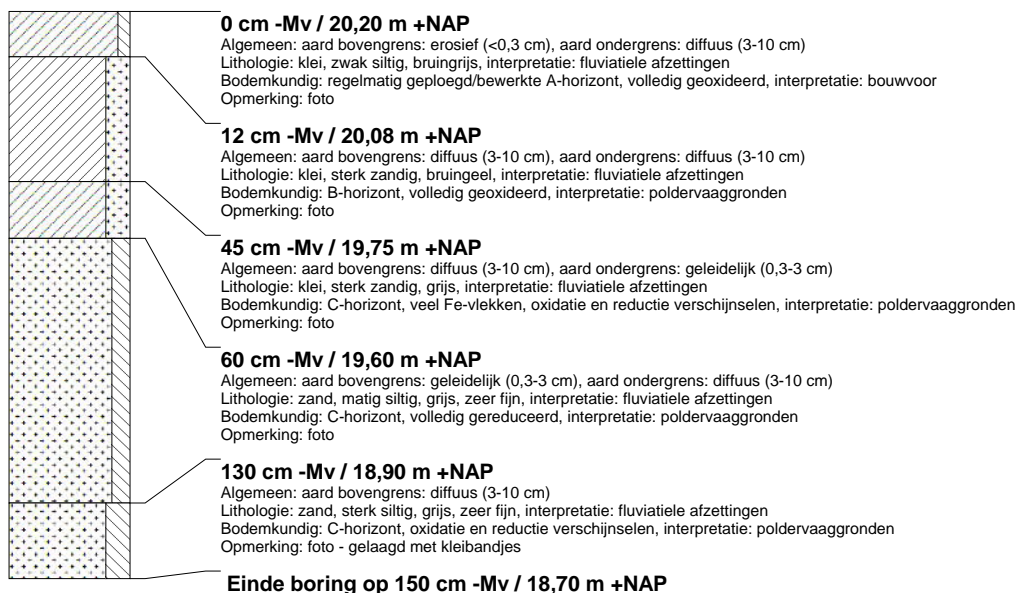 0 cm -Mv / 20,20 m +NAP
Algemeen: aard bovengrens: erosief (<0,3 cm), aard ondergrens: diffuus (3-10 cm)
Lithologie: klei, zwak siltig, bruingrijs, interpretatie: fluviatiele afzettingen
Bodemkundig: regelmatig geploegd/bewerkte A-horizont, volledig geoxideerd, interpretatie: bouwvoor
Opmerking: foto
12 cm -Mv / 20,08 m +NAP
Algemeen: aard bovengrens: diffuus (3-10 cm), aard ondergrens: diffuus (3-10 cm)
Lithologie: klei, sterk zandig, bruingeel, interpretatie: fluviatiele afzettingen
Bodemkundig: B-horizont, volledig geoxideerd, interpretatie: poldervaaggronden
Opmerking: foto
45 cm -Mv / 19,75 m +NAP
Algemeen: aard bovengrens: diffuus (3-10 cm), aard ondergrens: geleidelijk (0,3-3 cm)
Lithologie: klei, sterk zandig, grijs, interpretatie: fluviatiele afzettingen
Bodemkundig: C-horizont, veel Fe-vlekken, oxidatie en reductie verschijnselen, interpretatie: poldervaaggronden
Opmerking: foto
60 cm -Mv / 19,60 m +NAP
Algemeen: aard bovengrens: geleidelijk (0,3-3 cm), aard ondergrens: diffuus (3-10 cm)
Lithologie: zand, matig siltig, grijs, zeer fijn, interpretatie: fluviatiele afzettingen
Bodemkundig: C-horizont, volledig gereduceerd, interpretatie: poldervaaggronden
Opmerking: foto
130 cm -Mv / 18,90 m +NAP
Algemeen: aard bovengrens: diffuus (3-10 cm)
Lithologie: zand, sterk siltig, grijs, zeer fijn, interpretatie: fluviatiele afzettingen
Bodemkundig: C-horizont, oxidatie en reductie verschijnselen, interpretatie: poldervaaggronden
Opmerking: foto - gelaagd met kleibandjes
Einde boring op 150 cm -Mv / 18,70 m +NAP